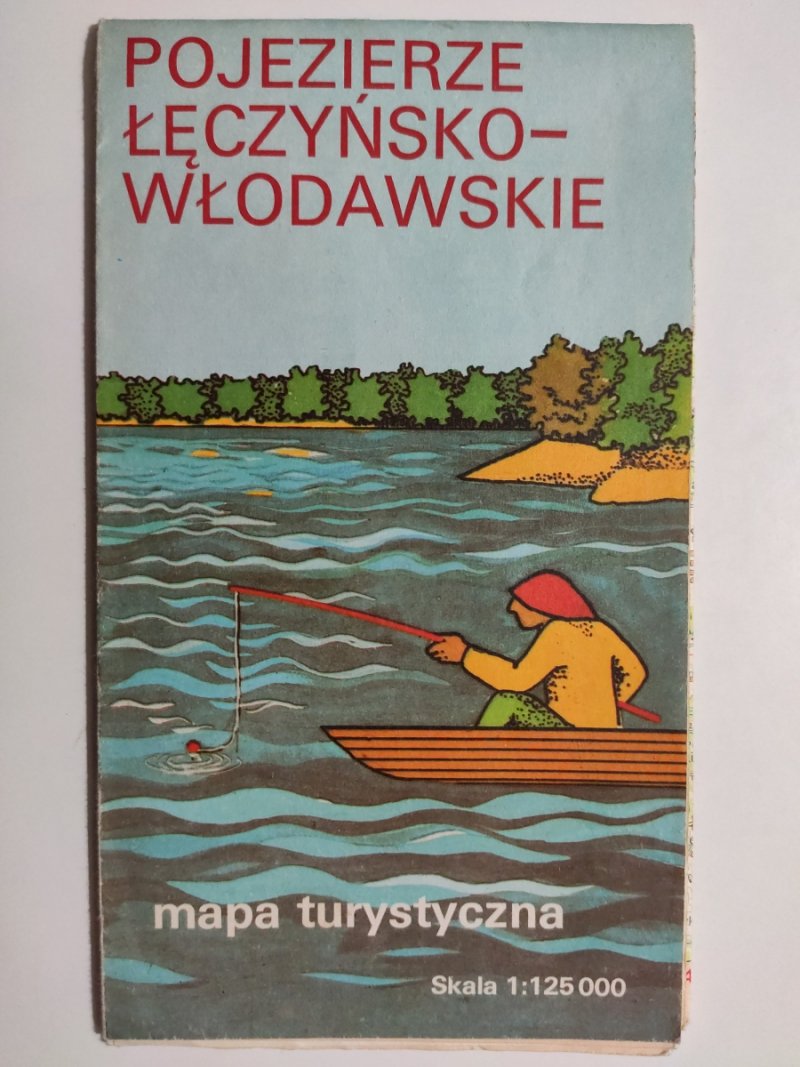 POJEZIERZE
ŁĘCZYŃSKO-
WŁODAWSKIE
mapa turystyczna
Skala 1:125 000